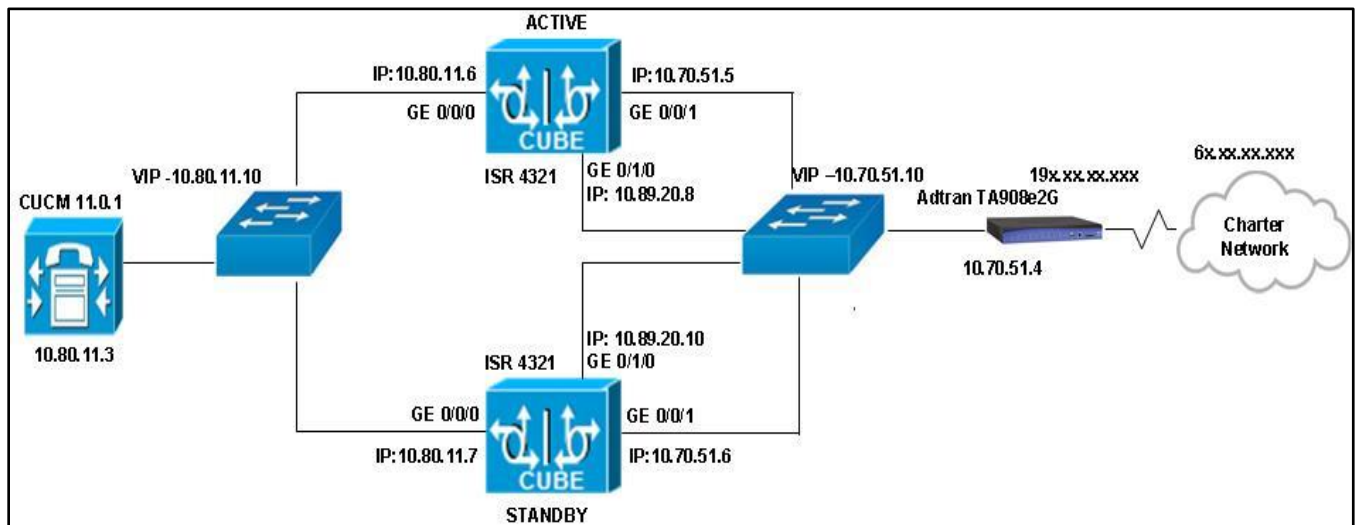 ACTIVE
IP:10.80.11.6
IP:10.70.51.5
GE 0/0/0
GE 0/0/1
CUBE
6x.xx.xx.xxx
VIP -10.80.11.10
ISR 4321
GE 0/1/0
IP: 10.89.20.8
VIP –10.70.51.10
19x.xx.xx.xxx
CUCM 11.0.1
Adtran TA908e2G
Charter
Network
10.70.51.4
10.80.11.3
IP: 10.89.20.10
ISR 4321
GE 0/1/0
GE 0/0/0
GE 0/0/1
IP:10.80.11.7
IP:10.70.51.6
CUBE
STANDBY